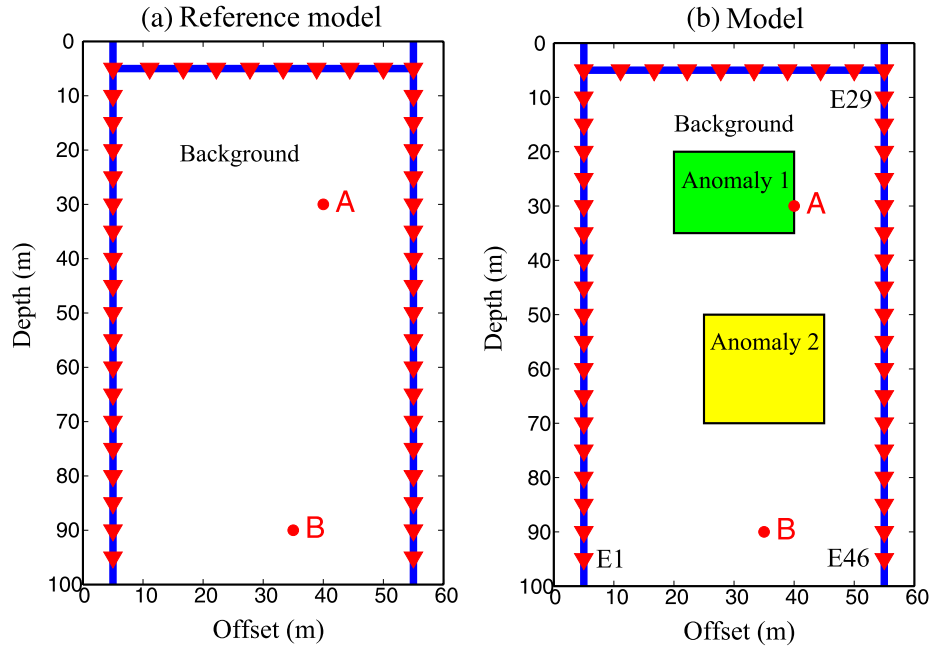 (a) Reference model
0
10
20
30
40
50
60
70
80
90
100
Depth (m)
Background
A
B
0 10 20 30 40 50 60
Offset (m)
(b) Model
0
10
20
30
40
50
60
70
80
90
100
Depth (m)
E29
Background
Anomaly 1
A
Anomaly 2
B
E1
E46
0 10 20 30 40 50 60
Offset (m)